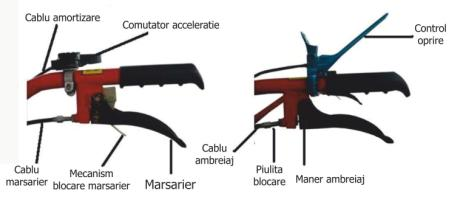 Cablu amortizare
Comutator acceleratie
Control
oprire
Cablu
marsarier
Mecanism
blocare marsarier
Marsarier
Cablu
ambreiaj
Piulita
blocare
Maner ambreiaj